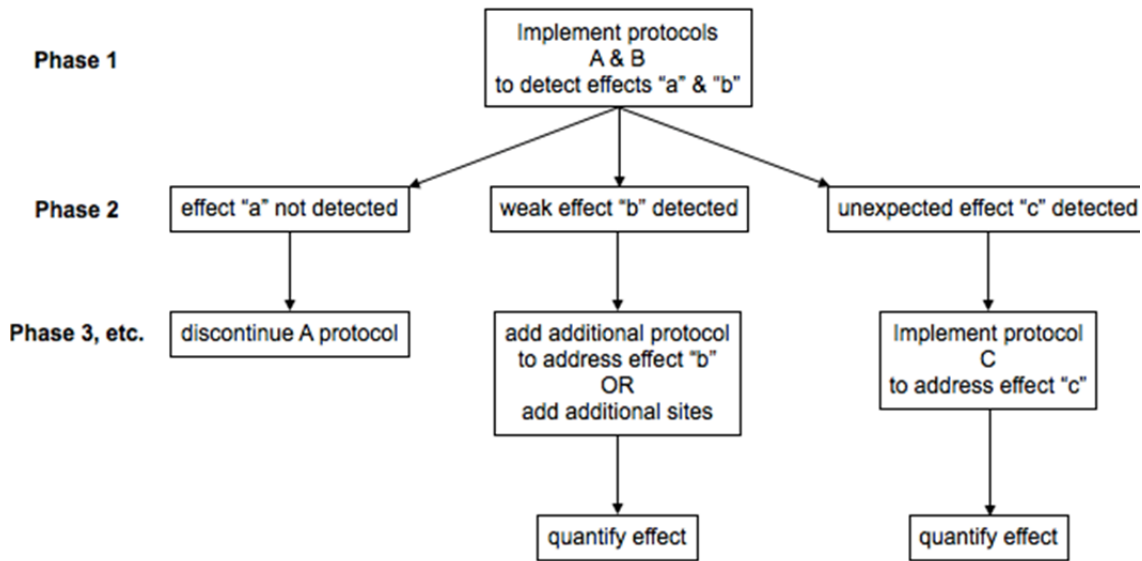 Phase 1
Implement protocols
A & B
to detect effects “a” & “b”
Phase 2
effect “a” not detected
weak effect “b” detected
unexpected effect “c” detected
Phase 3, etc.
discontinue A protocol
add additional protocol
to address effect “b”
OR
add additional sites
Implement protocol
C
to address effect “c”
quantify effect
quantify effect